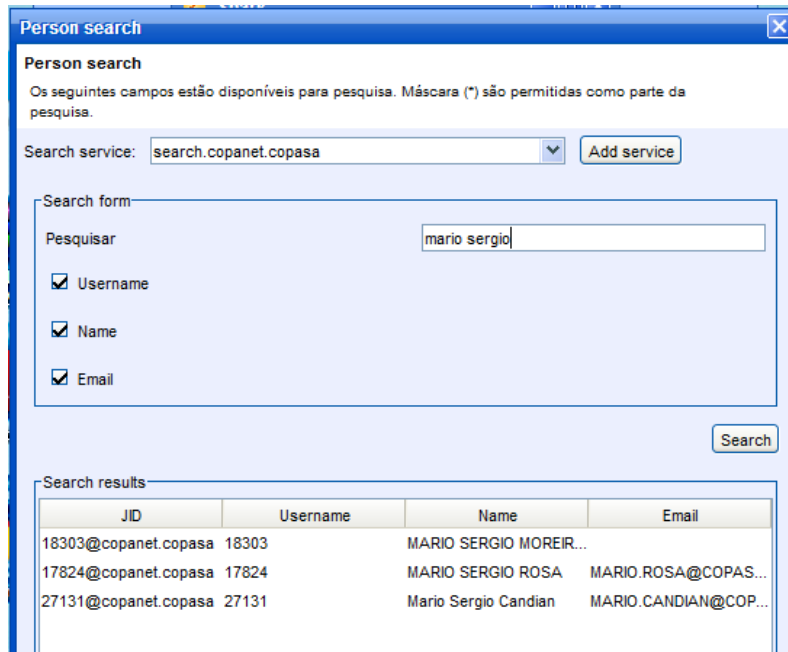 Person search
Person search
Os seguintes campos estão disponíveis para pesquisa. Máscara (*) são permitidas como parte da
pesquisa.
Search service: search.copanet.copasa Add service
Search form
Pesquisar mario sergio
Username
Name
Email
Search
Search results
JID Username Name Email
18303@copanet.copasa 18303 MARIO SERGIO MOREIR...
17824@copanet.copasa 17824 MARIO SERGIO ROSA MARIO.ROSA@COPAS...
27131@copanet.copasa 27131 Mario Sergio Candian MARIO.CANDIAN@COP...